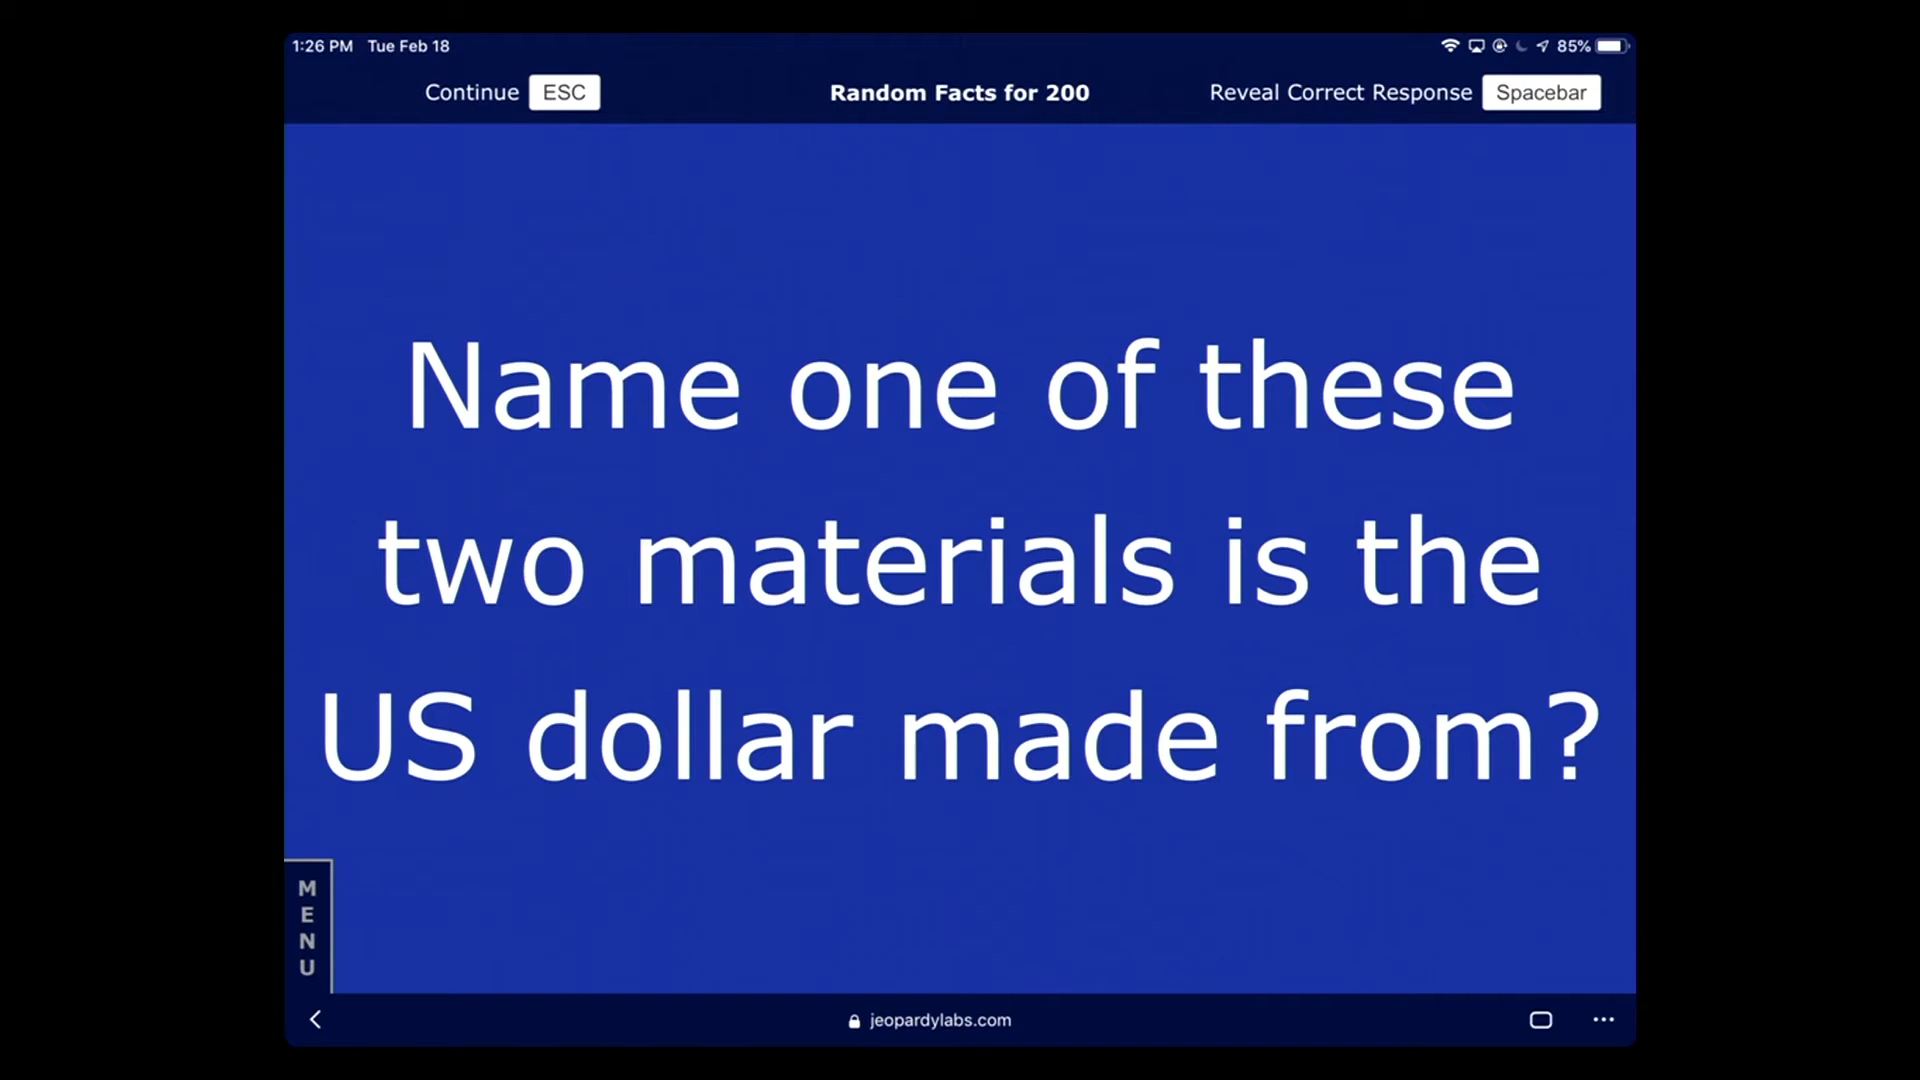 1:26 PM Tue Feb 18 85%
Continue ESC Random Facts for 200 Reveal Correct Response Spacebar
Name one of these
two materials is the
US dollar made from?
MENU
jeopardylabs.com